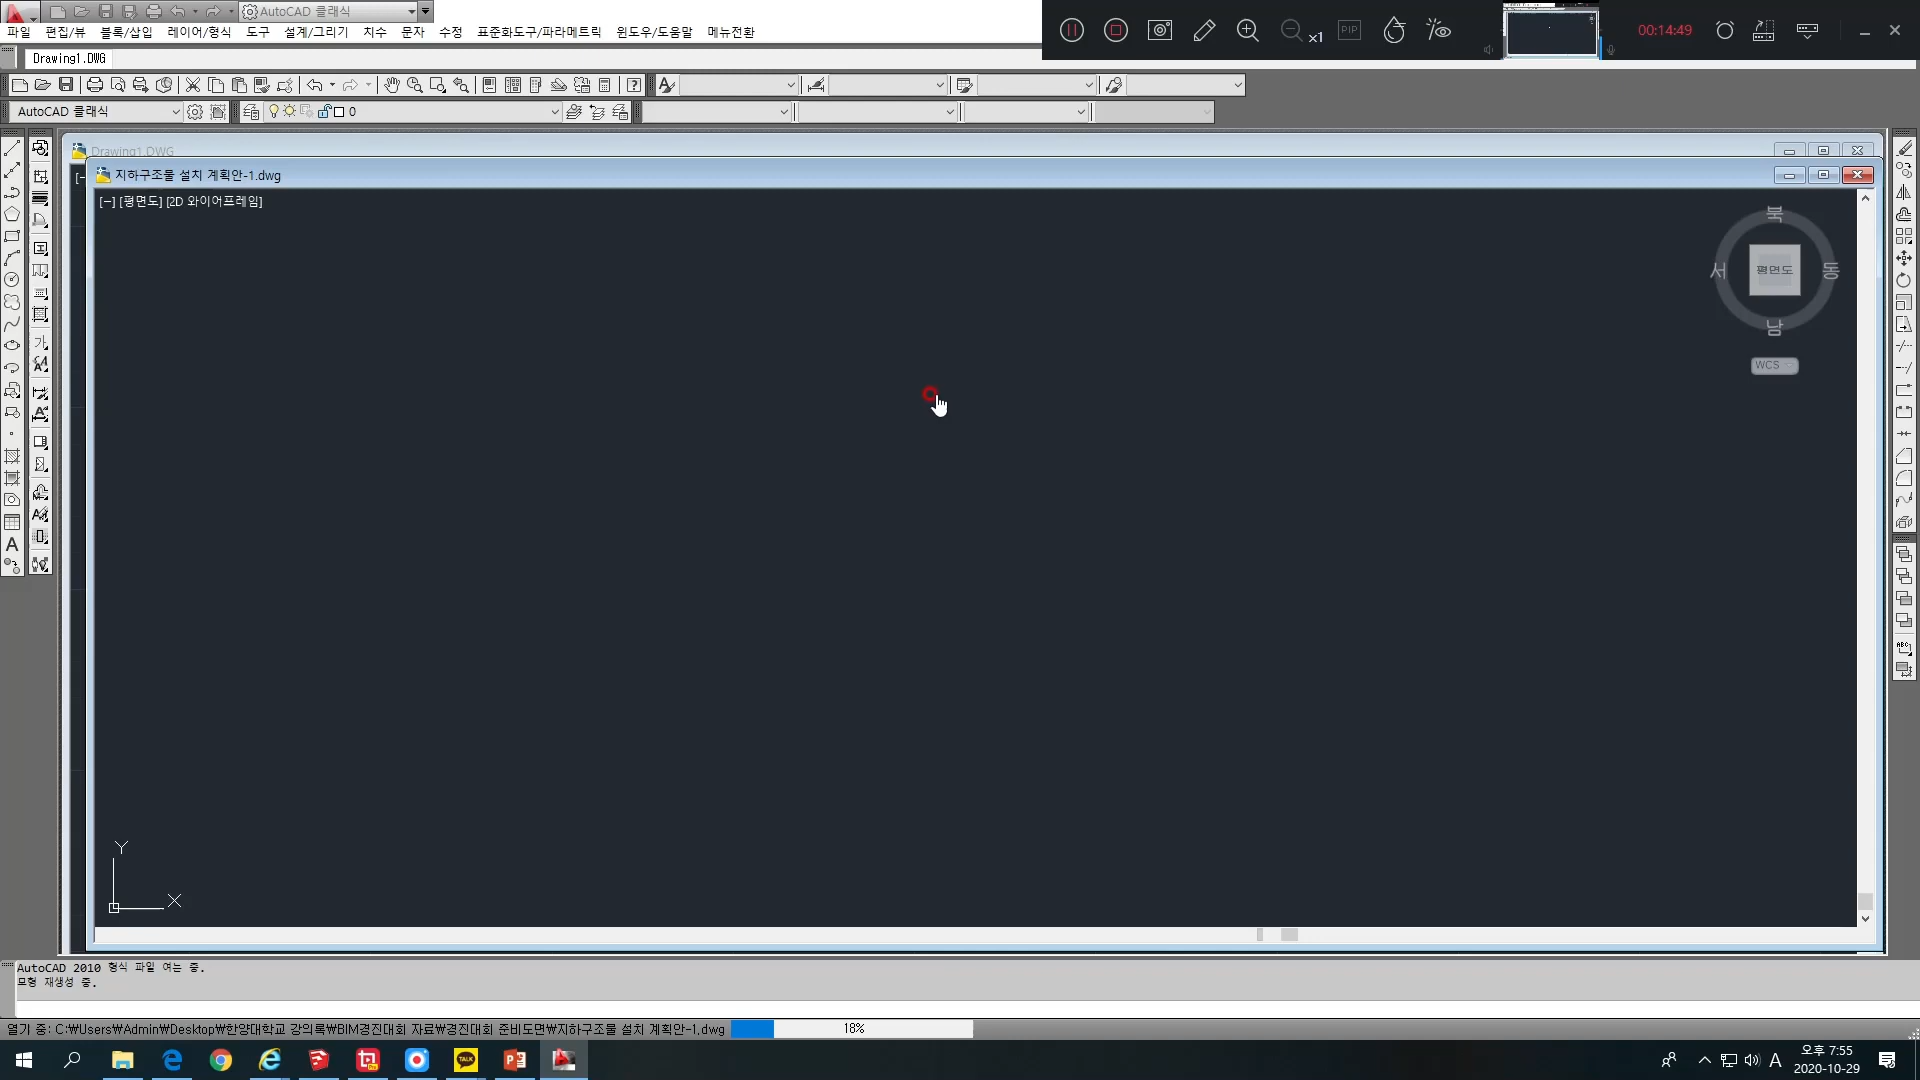 AutoCAD 클래식
파일 편집/뷰 블록/삽입 레이어/형식 도구 설계/그리기 치수 문자 수정 표준화도구/파라메트릭 윈도우/도움말 메뉴전환
x1 PIP 00:14:49
Drawing1.DWG
AutoCAD 클래식 0
Drawing1.DWG
지하구조물 설치 계획안-1.dwg
[−] [평면도] [2D 와이어프레임]
북
서 평면도 동
남
WCS
가
A
ABC
Y
X
AutoCAD 2010 형식 파일 여는 중.
모형 재생성 중.
열기 중: C:₩Users₩Admin₩Desktop₩한양대학교 강의록₩BIM경진대회 자료₩경진대회 준비도면₩지하구조물 설치 계획안-1.dwg 18%
TALK
A 오후 7:55
2020-10-29